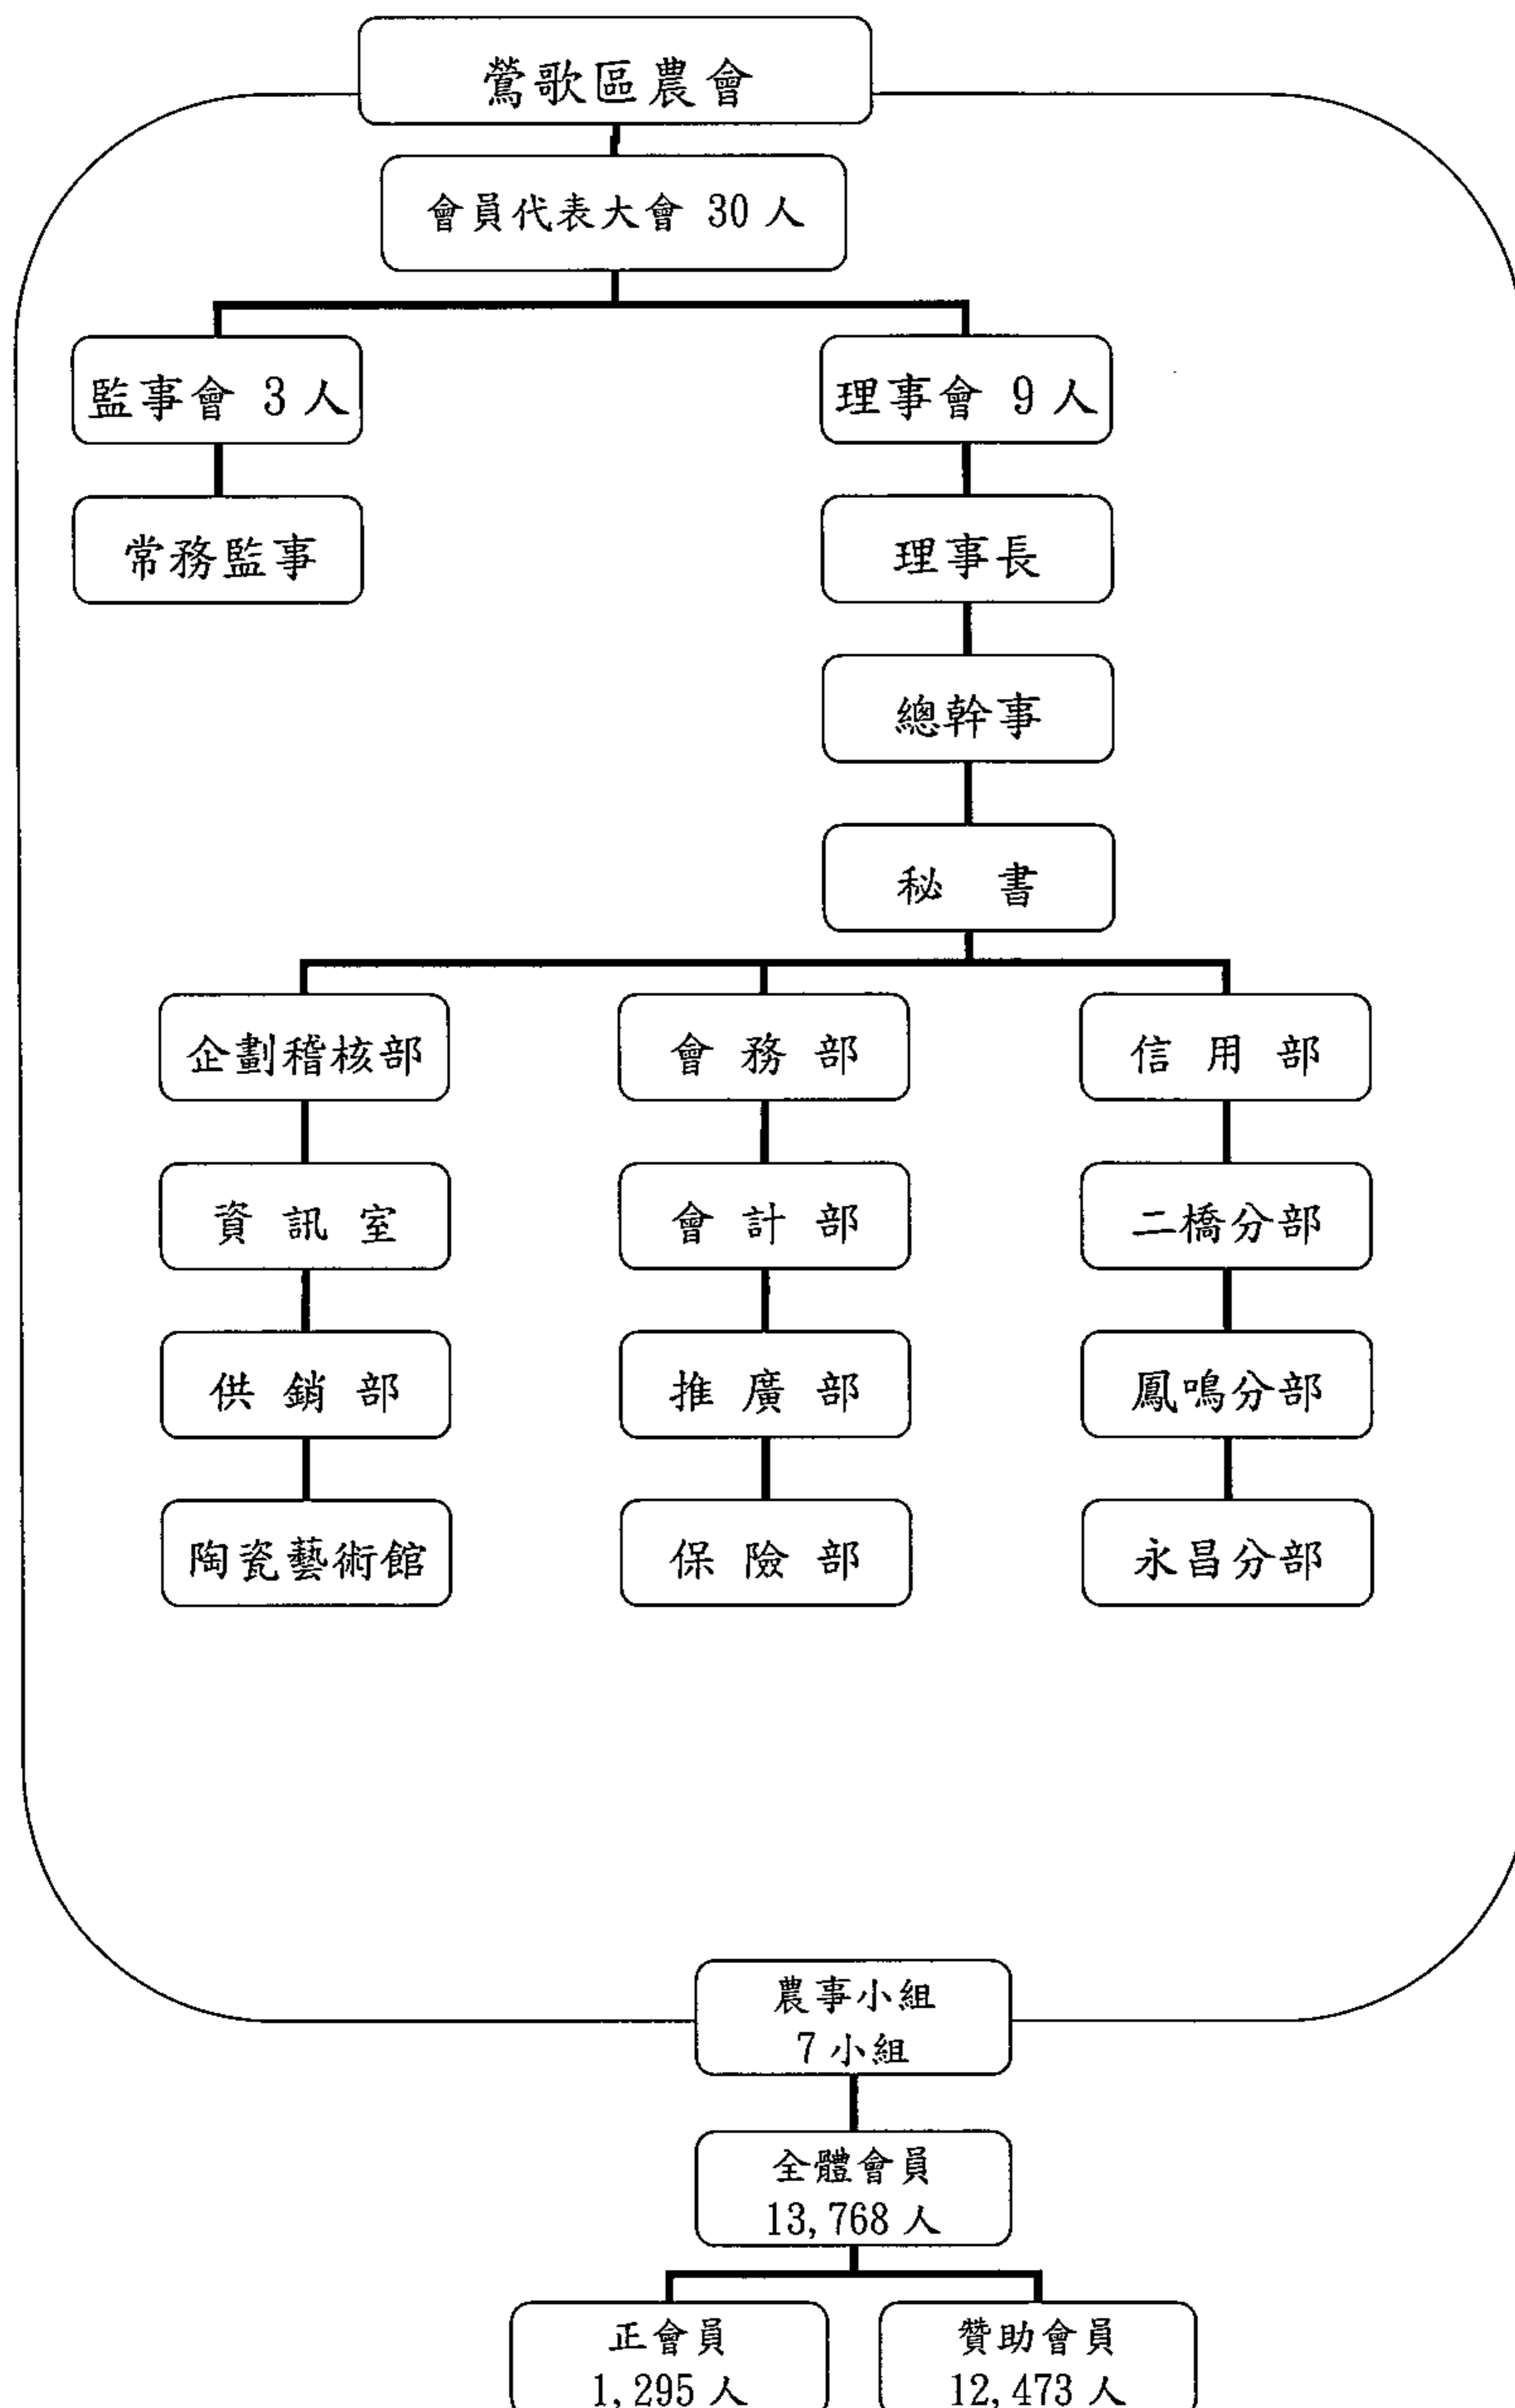 鶯歌區農會
會員代表大會 30 人
監事會 3 人
理事會 9 人
常務監事
理事長
總幹事
秘 書
企劃稽核部
會 務 部
信 用 部
資 訊 室
會 計 部
二橋分部
供 銷 部
推 廣 部
鳳鳴分部
陶瓷藝術館
保 險 部
永昌分部
農事小組
7 小組
全體會員
13,768 人
正會員
1,295 人
贊助會員
12,473 人